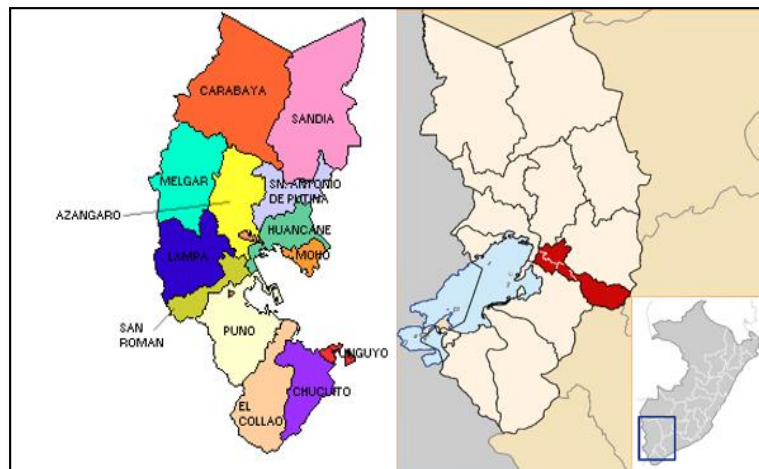 CARABAYA
SANDIA
MELGAR
SN. ANTONIO
DE PUTINA
AZANGARO
HUANCANE
LAMPA
MOHO
SAN
ROMAN
PUNO
YUNGUYO
CHUCUITO
EL
COLLAO